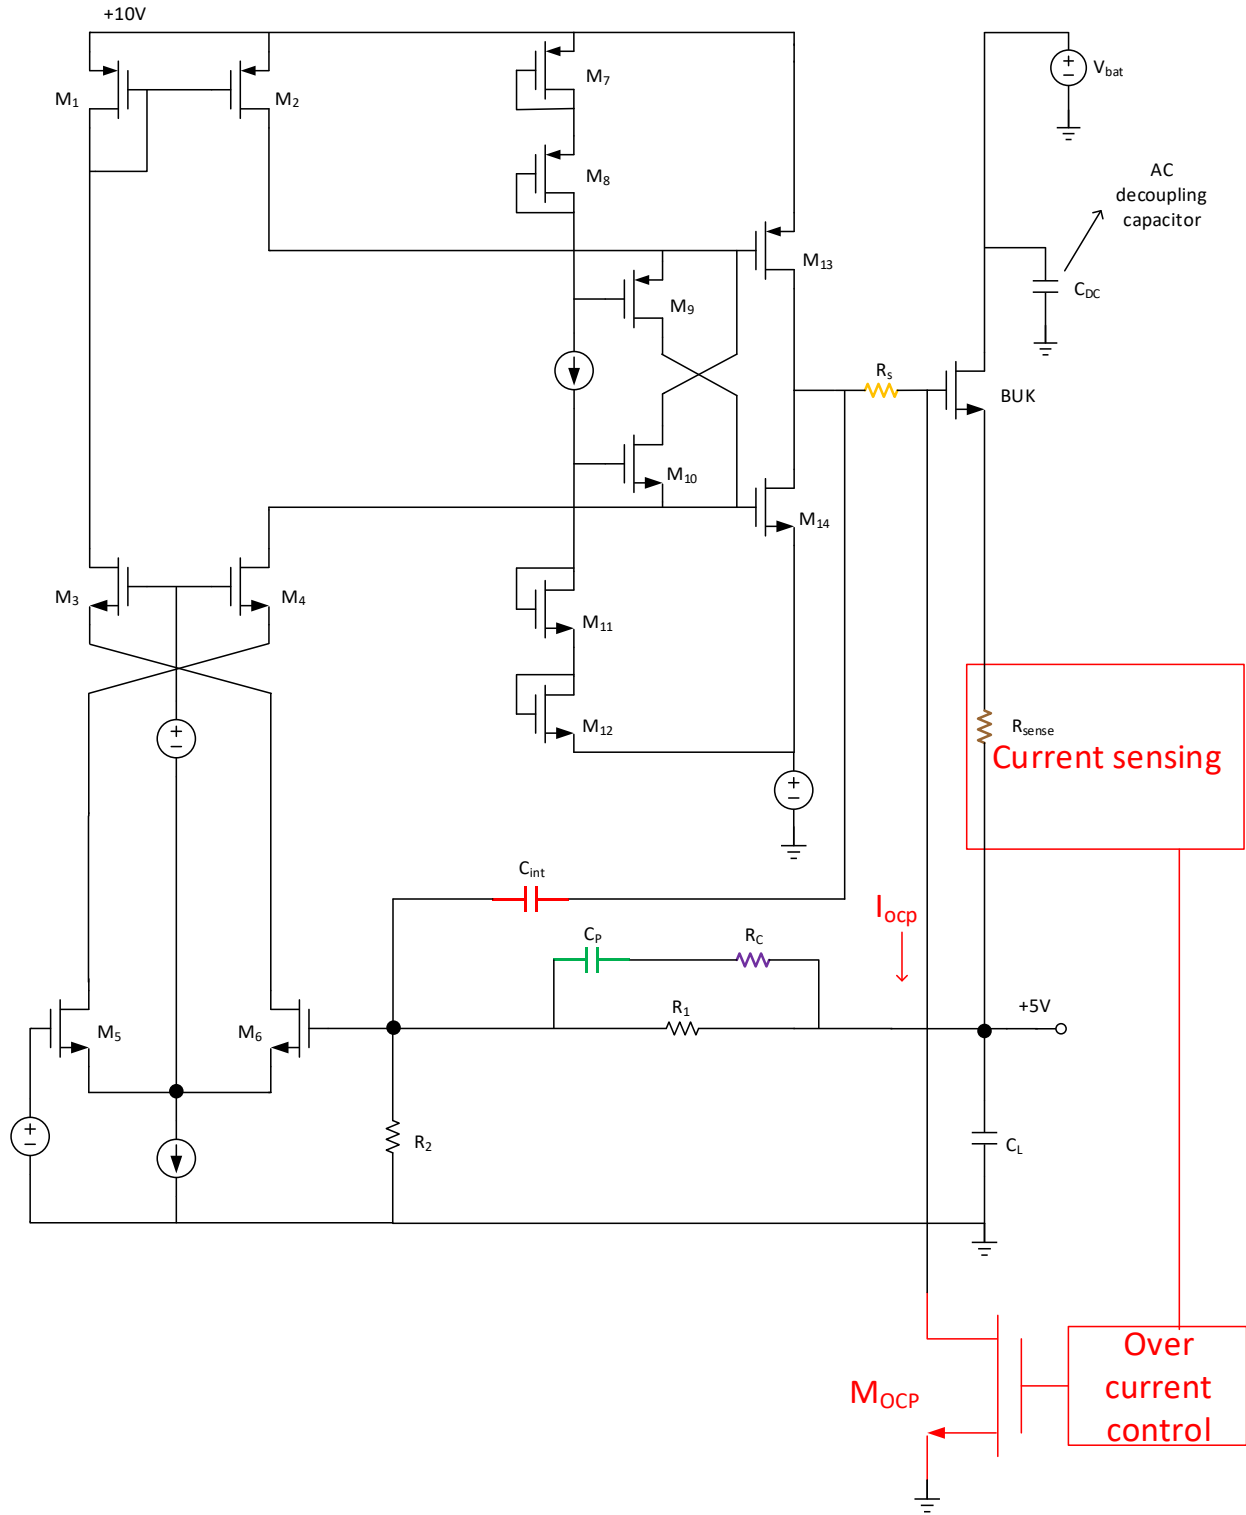 +10V
M1
M2
M7
M8
Vbat
AC
decoupling
capacitor
M13
CDC
M9
Rs
BUK
M10
M14
M3
M4
M11
M12
Rsense
Current sensing
Cint
Iocp
CP
RC
R1
+5V
M5
M6
R2
CL
Over
current
control
MOCP